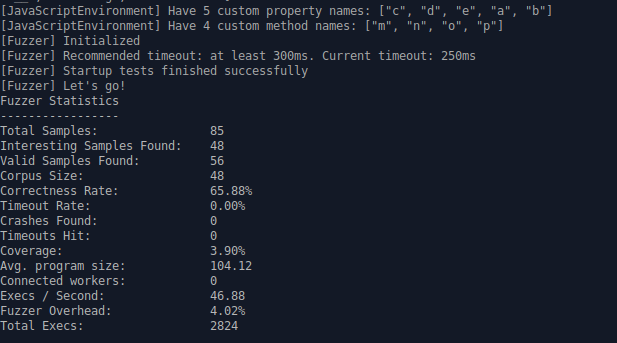 [JavaScriptEnvironment] Have 5 custom property names: ["c", "d", "e", "a", "b"]
[JavaScriptEnvironment] Have 4 custom method names: ["m", "n", "o", "p"]
[Fuzzer] Initialized
[Fuzzer] Recommended timeout: at least 300ms. Current timeout: 250ms
[Fuzzer] Startup tests finished successfully
[Fuzzer] Let's go!
Fuzzer Statistics
-----------------
Total Samples: 85
Interesting Samples Found: 48
Valid Samples Found: 56
Corpus Size: 48
Correctness Rate: 65.88%
Timeout Rate: 0.00%
Crashes Found: 0
Timeouts Hit: 0
Coverage: 3.90%
Avg. program size: 104.12
Connected workers: 0
Execs / Second: 46.88
Fuzzer Overhead: 4.02%
Total Execs: 2824